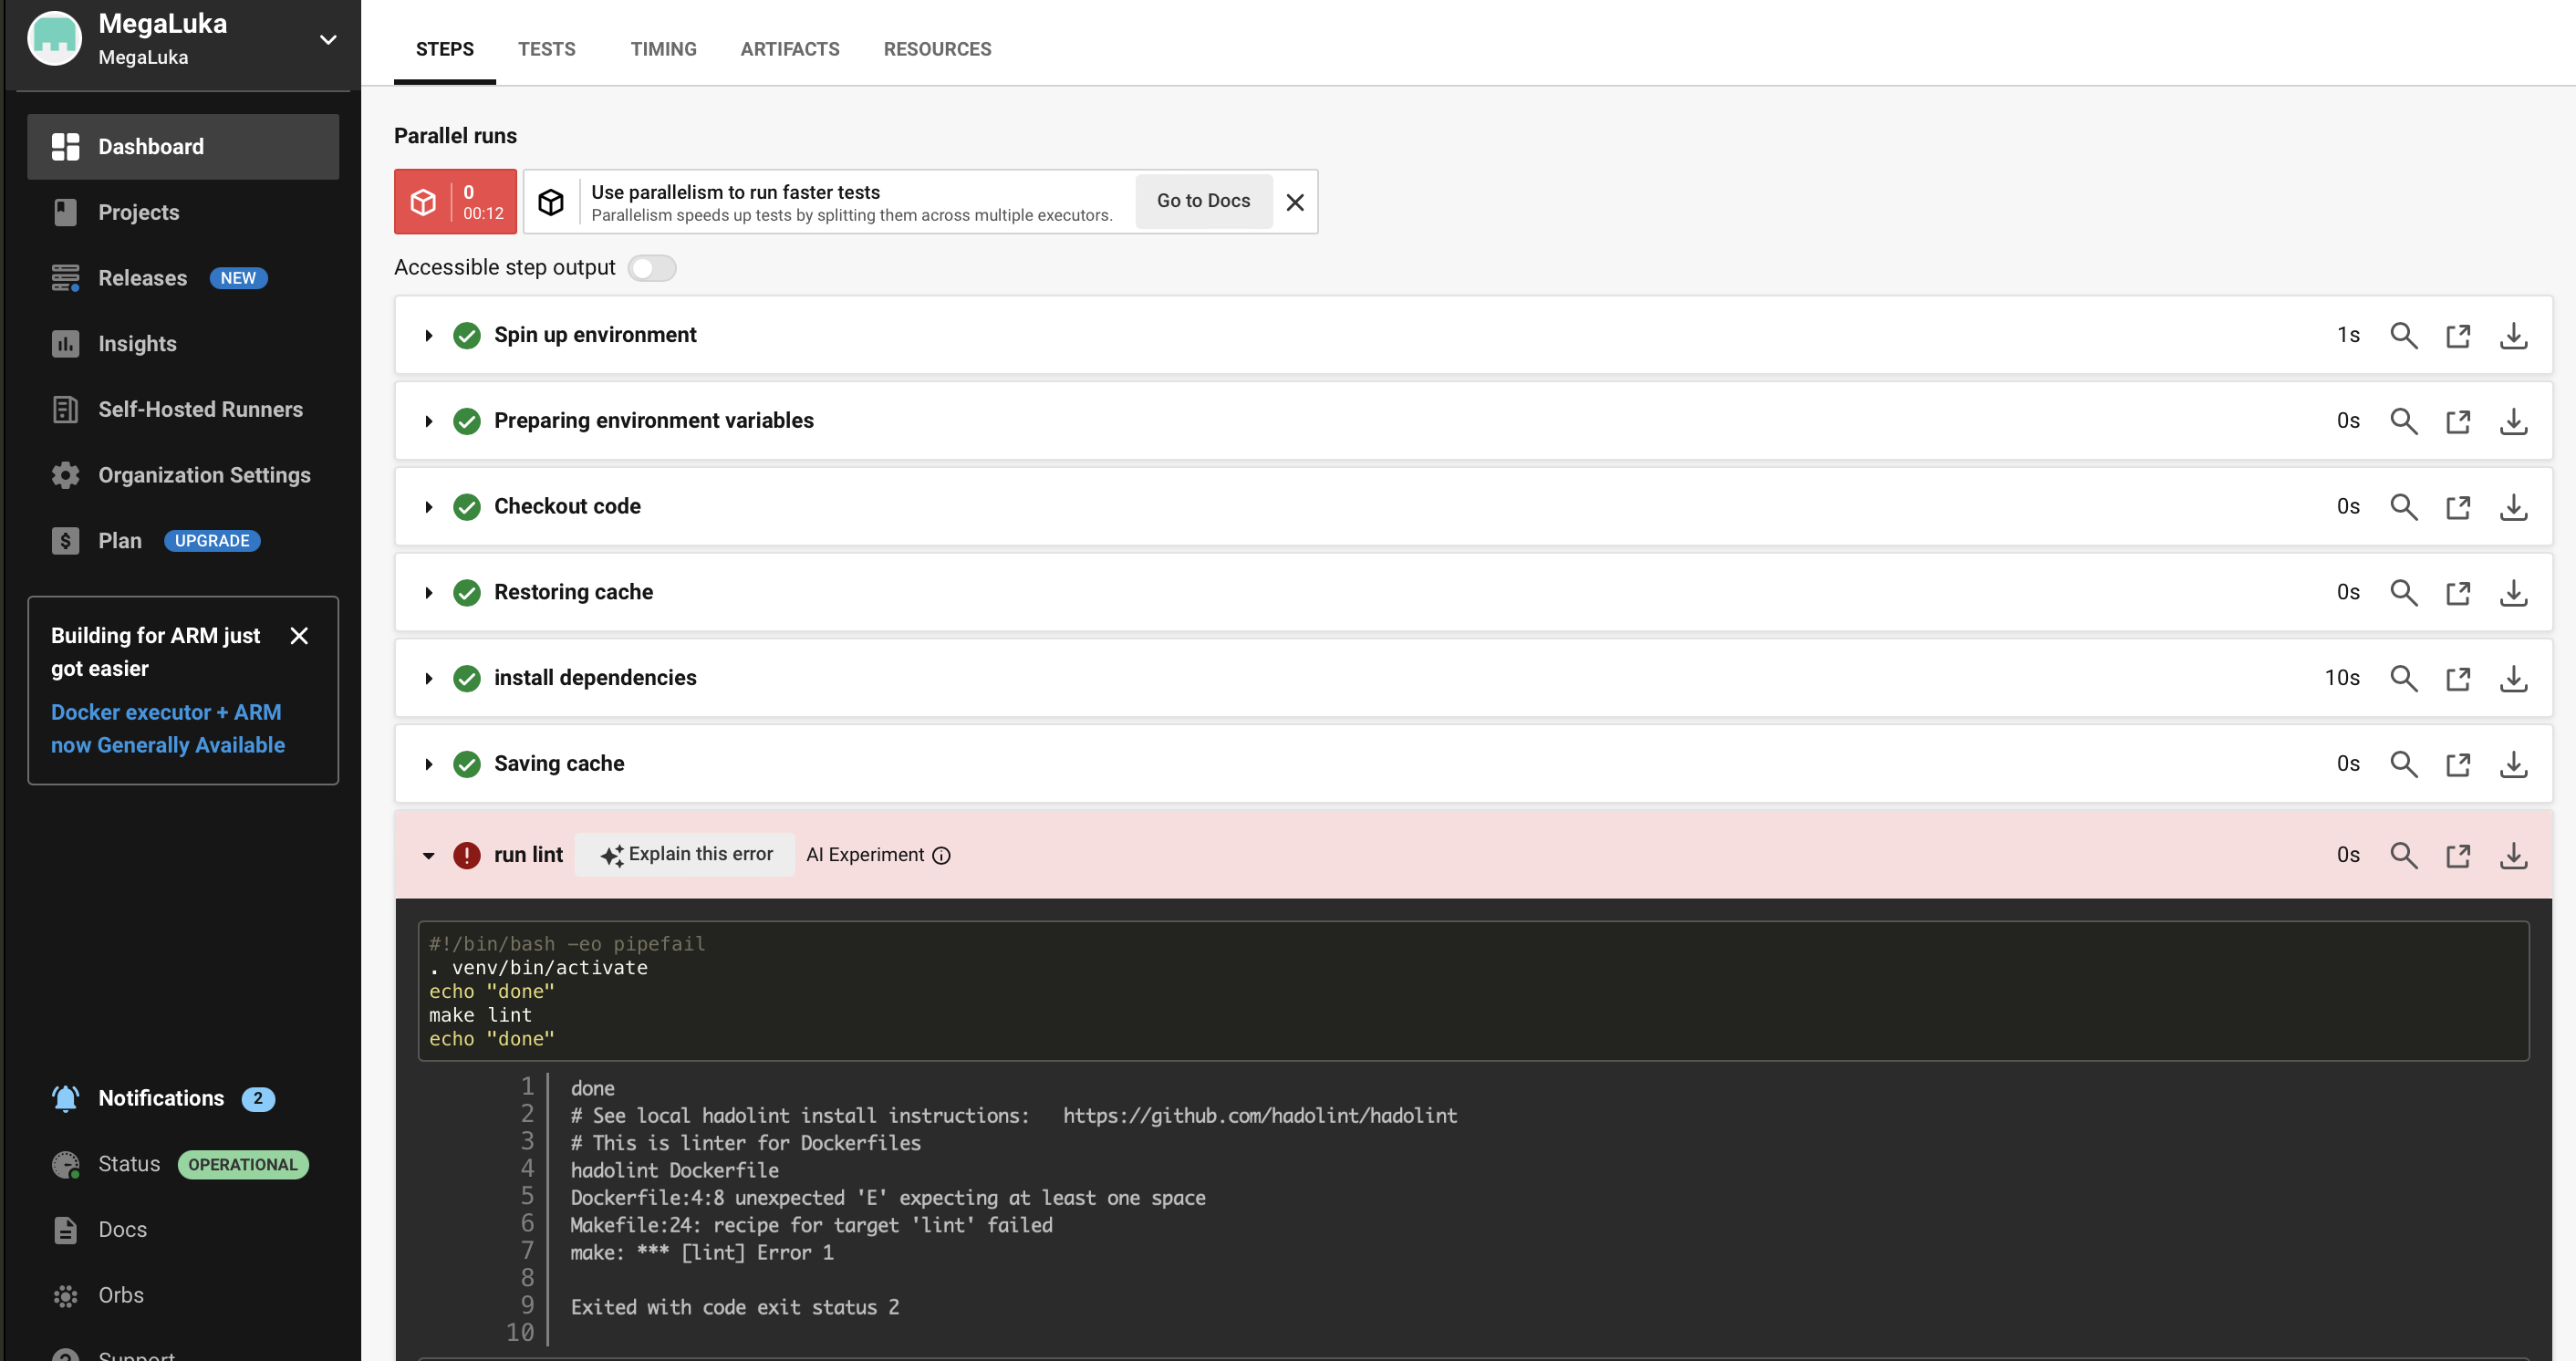 MegaLuka
MegaLuka
Dashboard
Projects
Releases NEW
Insights
Self-Hosted Runners
Organization Settings
Plan UPGRADE
Building for ARM just
got easier
Docker executor + ARM
now Generally Available
Notifications 2
Status OPERATIONAL
Docs
Orbs
Support
STEPS TESTS TIMING ARTIFACTS RESOURCES
Parallel runs
0
00:12
Use parallelism to run faster tests
Parallelism speeds up tests by splitting them across multiple executors.
Go to Docs
Accessible step output
Spin up environment 1s
Preparing environment variables 0s
Checkout code 0s
Restoring cache 0s
install dependencies 10s
Saving cache 0s
run lint Explain this error AI Experiment 0s
#!/bin/bash -eo pipefail
. venv/bin/activate
echo "done"
make lint
echo "done"
1 done
2 # See local hadolint install instructions:   https://github.com/hadolint/hadolint
3 # This is linter for Dockerfiles
4 hadolint Dockerfile
5 Dockerfile:4:8 unexpected 'E' expecting at least one space
6 Makefile:24: recipe for target 'lint' failed
7 make: *** [lint] Error 1
8
9 Exited with code exit status 2
10